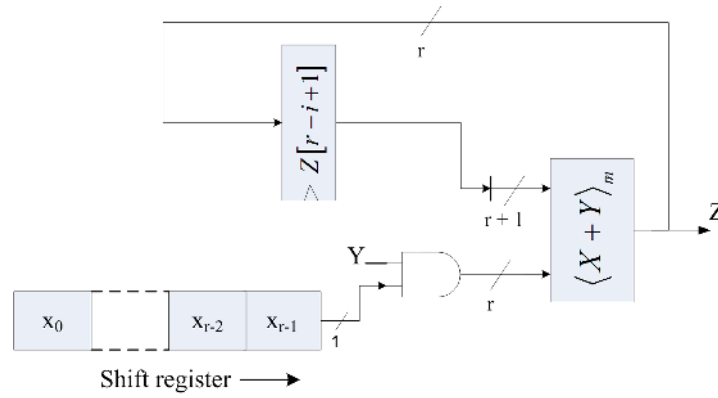 r
Z[r-i+1]
r + 1
⟨X + Y⟩m
Z
Y
r
x0
xr-2
xr-1
1
Shift register